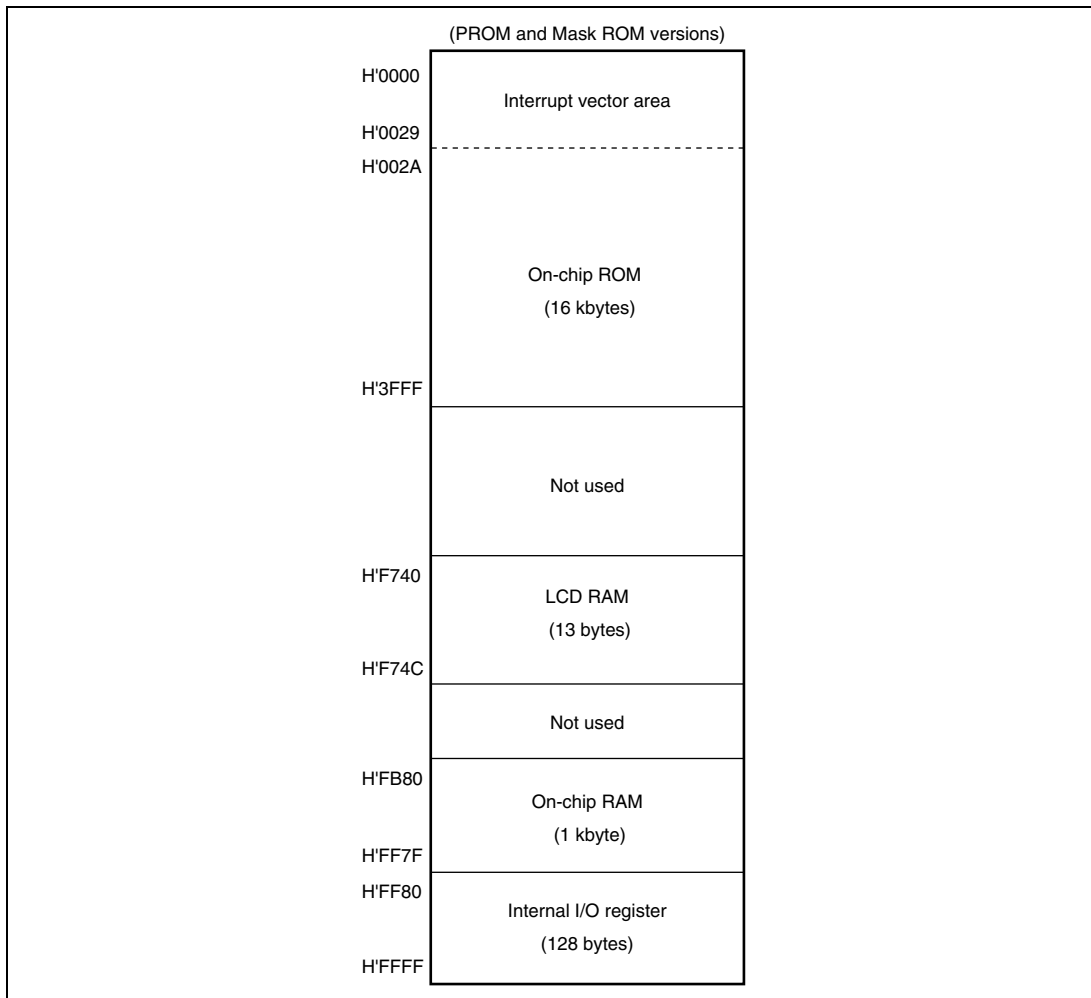 (PROM and Mask ROM versions)
H'0000
Interrupt vector area
H'0029
H'002A
On-chip ROM
(16 kbytes)
H'3FFF
Not used
H'F740
LCD RAM
(13 bytes)
H'F74C
Not used
H'FB80
On-chip RAM
(1 kbyte)
H'FF7F
H'FF80
Internal I/O register
(128 bytes)
H'FFFF